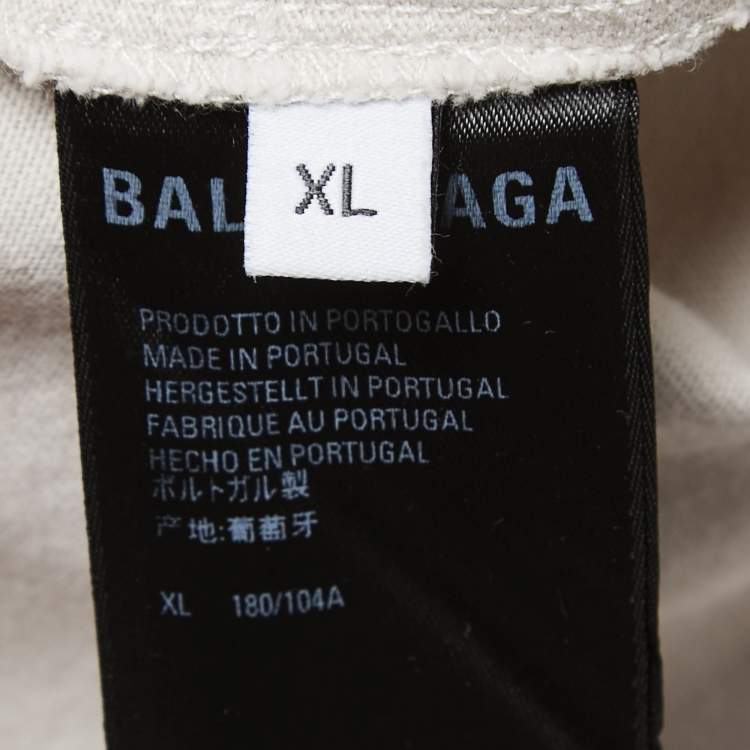 BAL AGA
XL
PRODOTTO IN PORTOGALLO
MADE IN PORTUGAL
HERGESTELLT IN PORTUGAL
FABRIQUE AU PORTUGAL
HECHO EN PORTUGAL
ポルトガル製
产地:葡萄牙
XL 180/104A